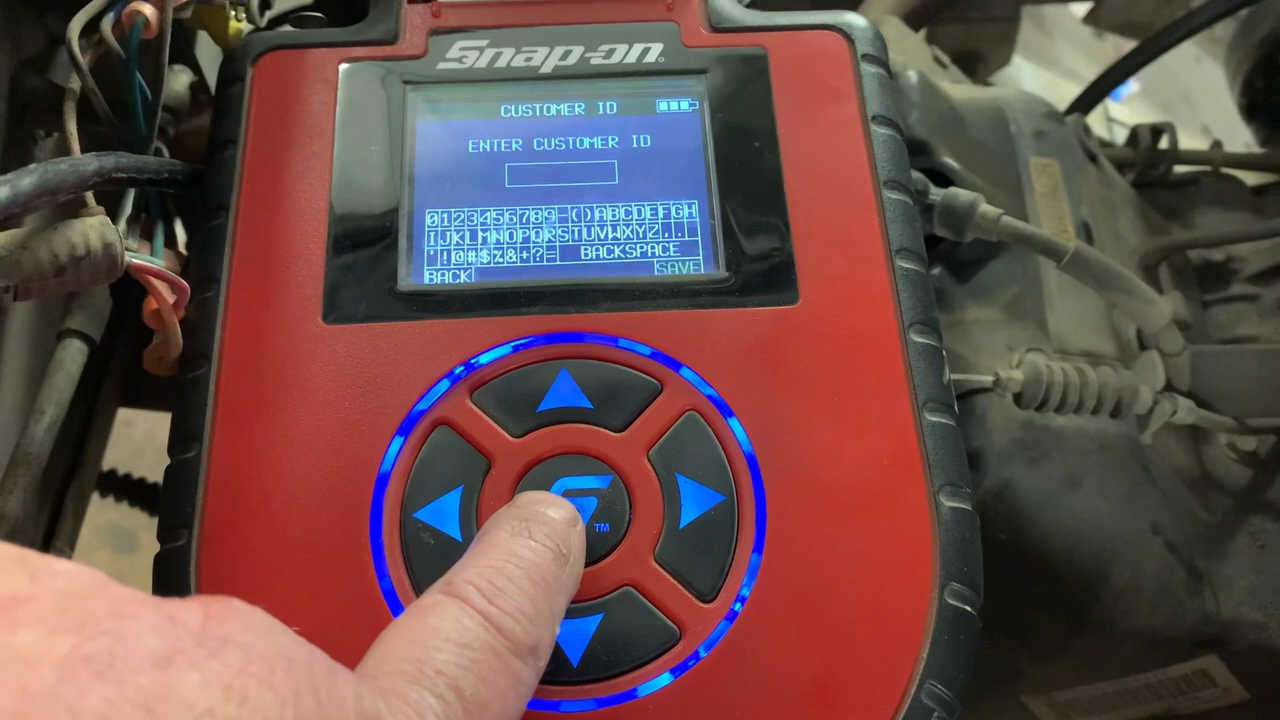 Snap-on
CUSTOMER ID
ENTER CUSTOMER ID
0123456789-()ABCDEFGH
IJKLMNOPQRSTUVWXYZ,.
'!@#$%&+?= BACKSPACE
BACK SAVE
TM